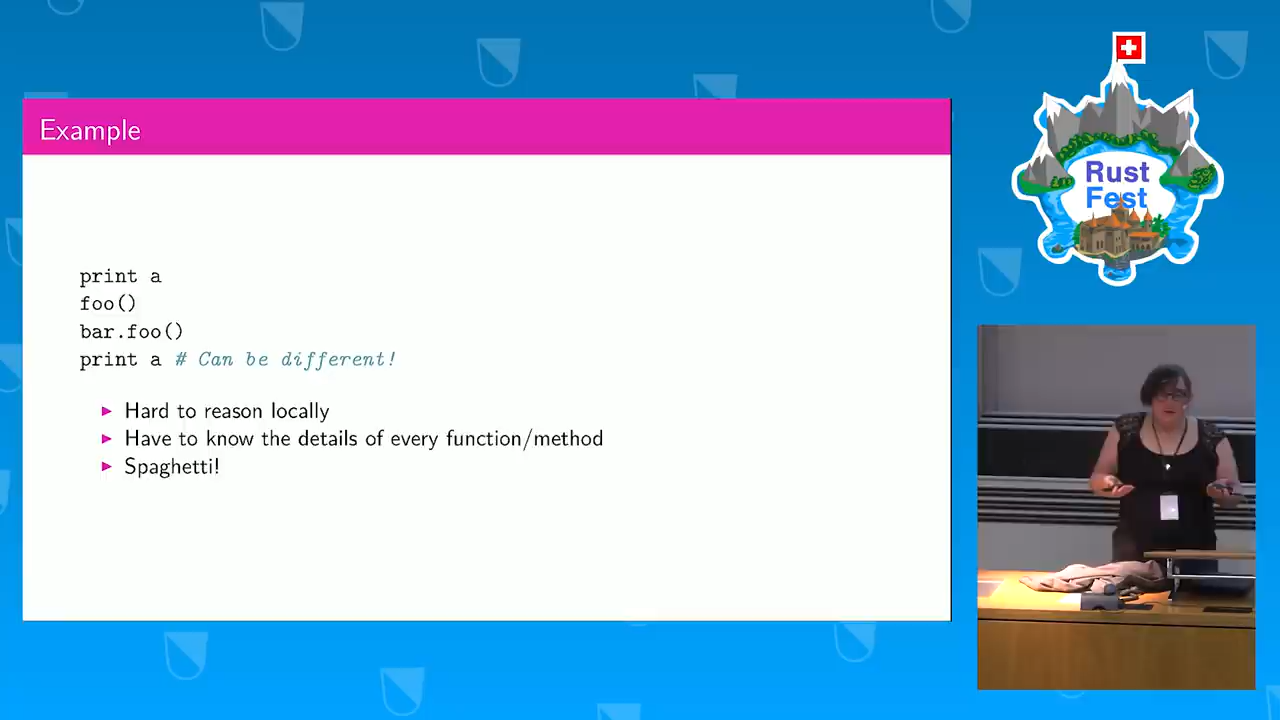 Example
print a
foo()
bar.foo()
print a # Can be different!
▶ Hard to reason locally
▶ Have to know the details of every function/method
▶ Spaghetti!
Rust
Fest